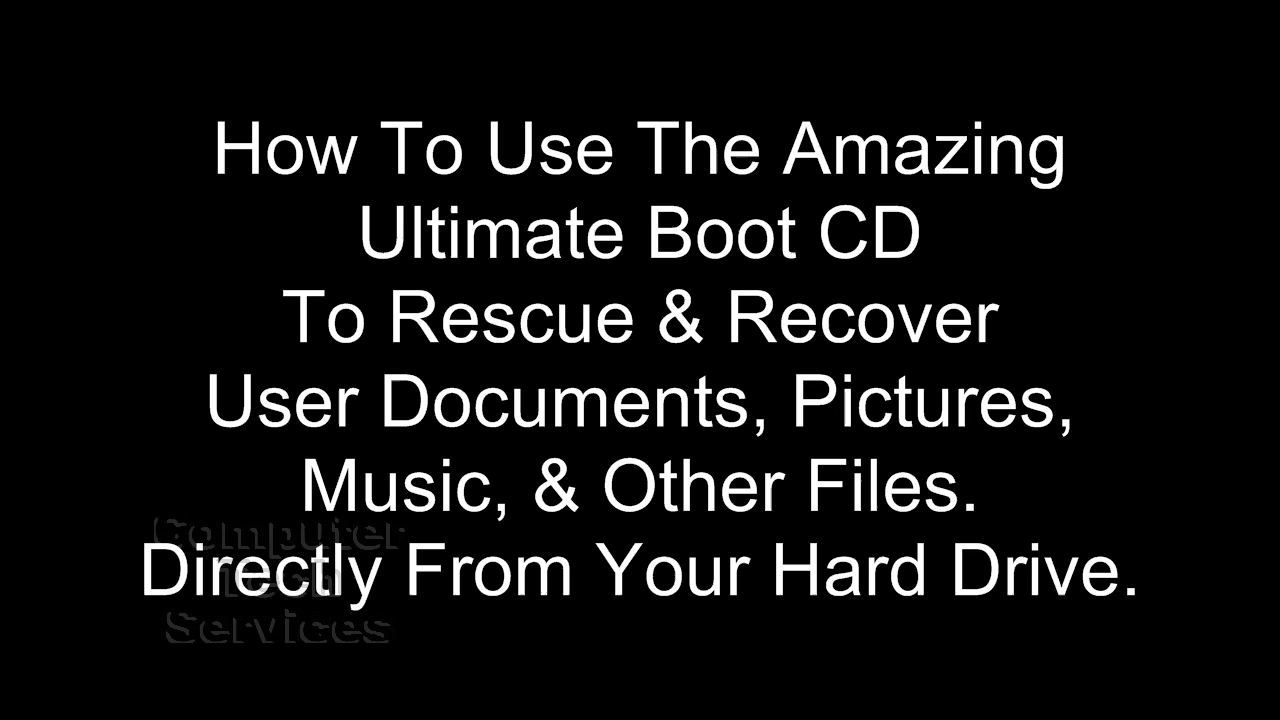 How To Use The Amazing
Ultimate Boot CD
To Rescue & Recover
User Documents, Pictures,
Music, & Other Files.
Directly From Your Hard Drive.
Computer
Tech
Services